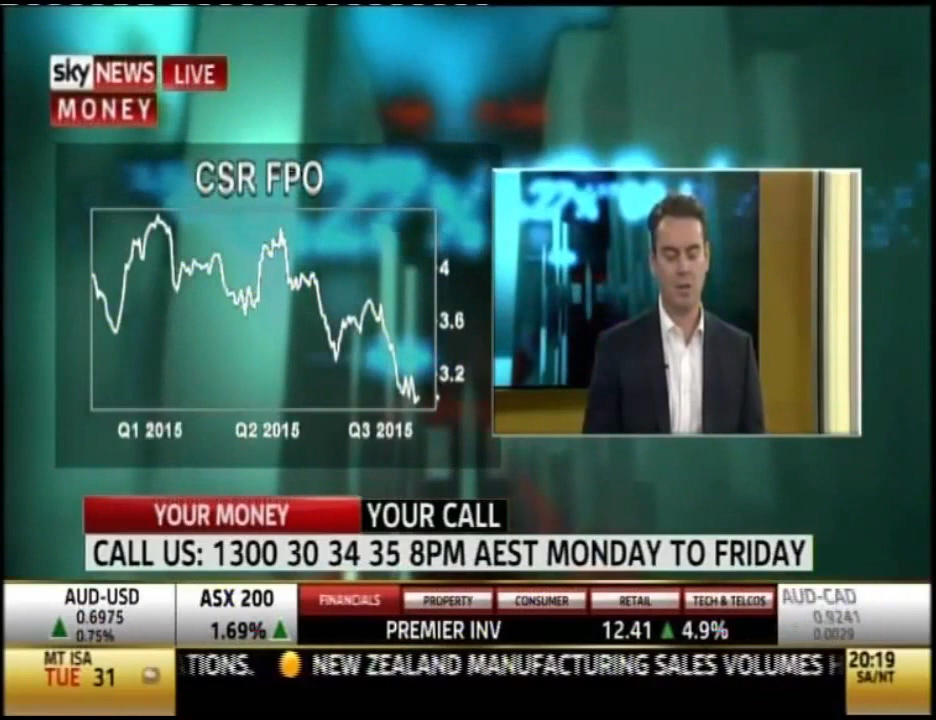 sky NEWS LIVE
MONEY
CSR FPO
4
3.6
3.2
Q1 2015 Q2 2015 Q3 2015
YOUR MONEY YOUR CALL
CALL US: 1300 30 34 35 8PM AEST MONDAY TO FRIDAY
AUD-USD
0.6975
0.75%
ASX 200
1.69%
FINANCIALS PROPERTY CONSUMER RETAIL TECH & TELCOS
PREMIER INV 12.41 4.9%
AUD-CAD
0.9241
0.0029
MT ISA
TUE 31
TIONS. NEW ZEALAND MANUFACTURING SALES VOLUMES
20:19
SA/NT